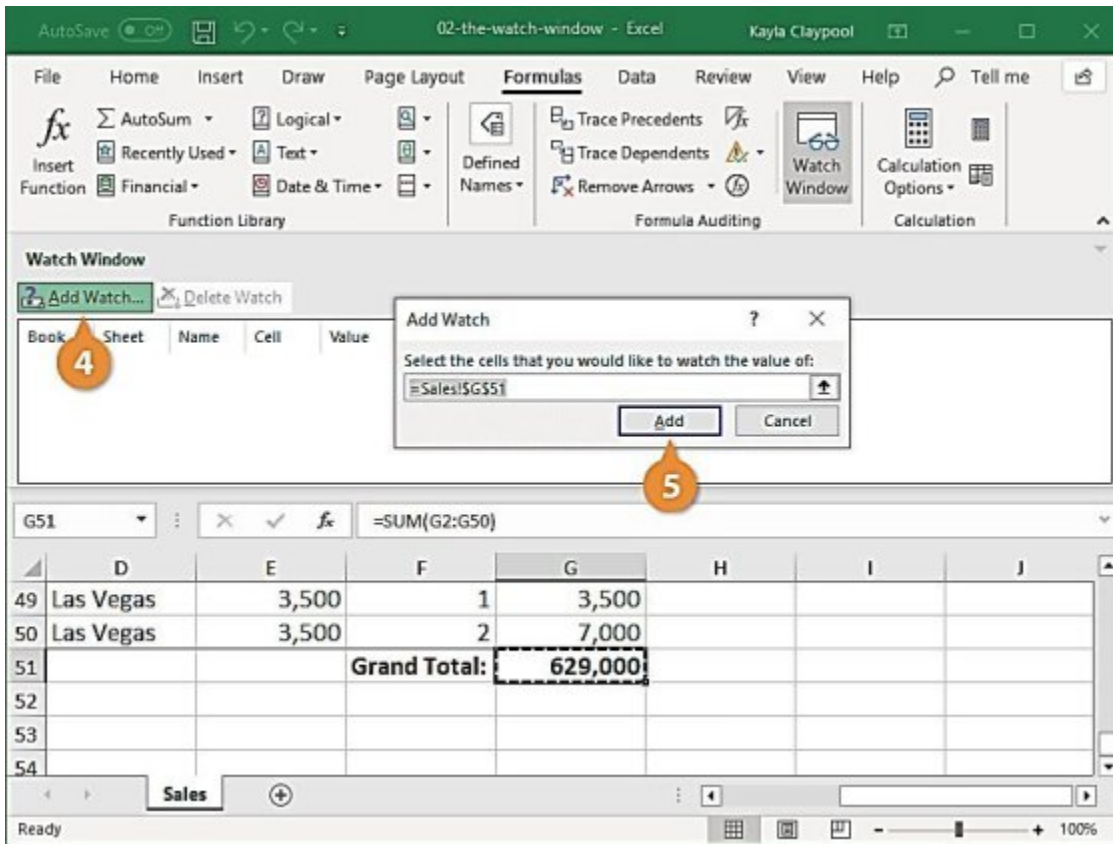 AutoSave Off 02-the-watch-window - Excel Kayla Claypool
File Home Insert Draw Page Layout Formulas Data Review View Help Tell me
fx Insert Function
∑ AutoSum
Recently Used
Financial
? Logical
A Text
Date & Time
Function Library
Defined Names
Trace Precedents
Trace Dependents
Remove Arrows
fx
fx
Formula Auditing
Watch Window
Calculation Options
Calculation
Watch Window
Add Watch... Delete Watch
Book Sheet Name Cell Value
4
Add Watch ? ×
Select the cells that you would like to watch the value of:
=Sales!$G$51
Add Cancel
5
G51 fx =SUM(G2:G50)
D E F G H I J
49 Las Vegas 3,500 1 3,500
50 Las Vegas 3,500 2 7,000
51 Grand Total: 629,000
52
53
54
Sales
Ready 100%